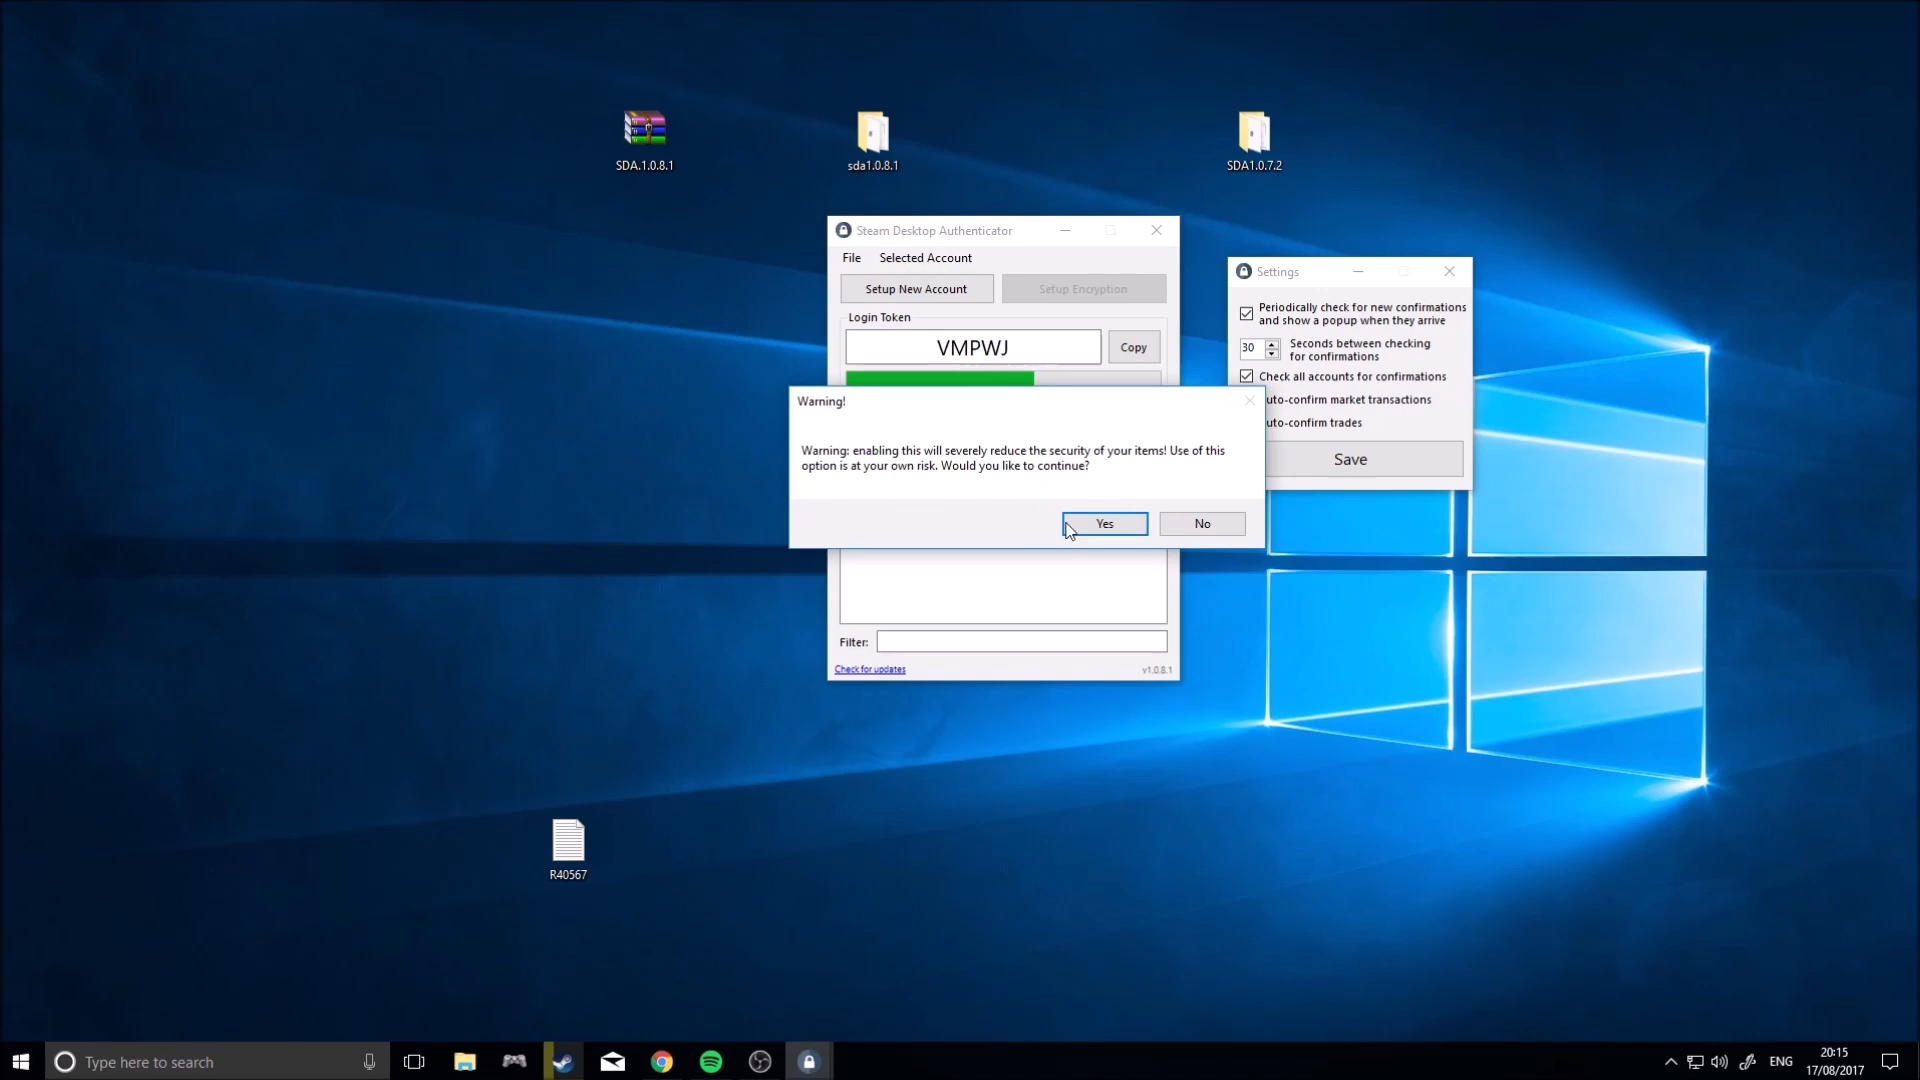 SDA.1.0.8.1
sda1.0.8.1
SDA1.0.7.2
Steam Desktop Authenticator
File Selected Account
Setup New Account
Setup Encryption
Login Token
VMPWJ
Copy
Settings
Periodically check for new confirmations
and show a popup when they arrive
30
Seconds between checking
for confirmations
Check all accounts for confirmations
uto-confirm market transactions
uto-confirm trades
Save
Warning!
Warning: enabling this will severely reduce the security of your items! Use of this
option is at your own risk. Would you like to continue?
Yes
No
Filter:
Check for updates
v1.0.8.1
R40567
Type here to search
ENG
20:15
17/08/2017